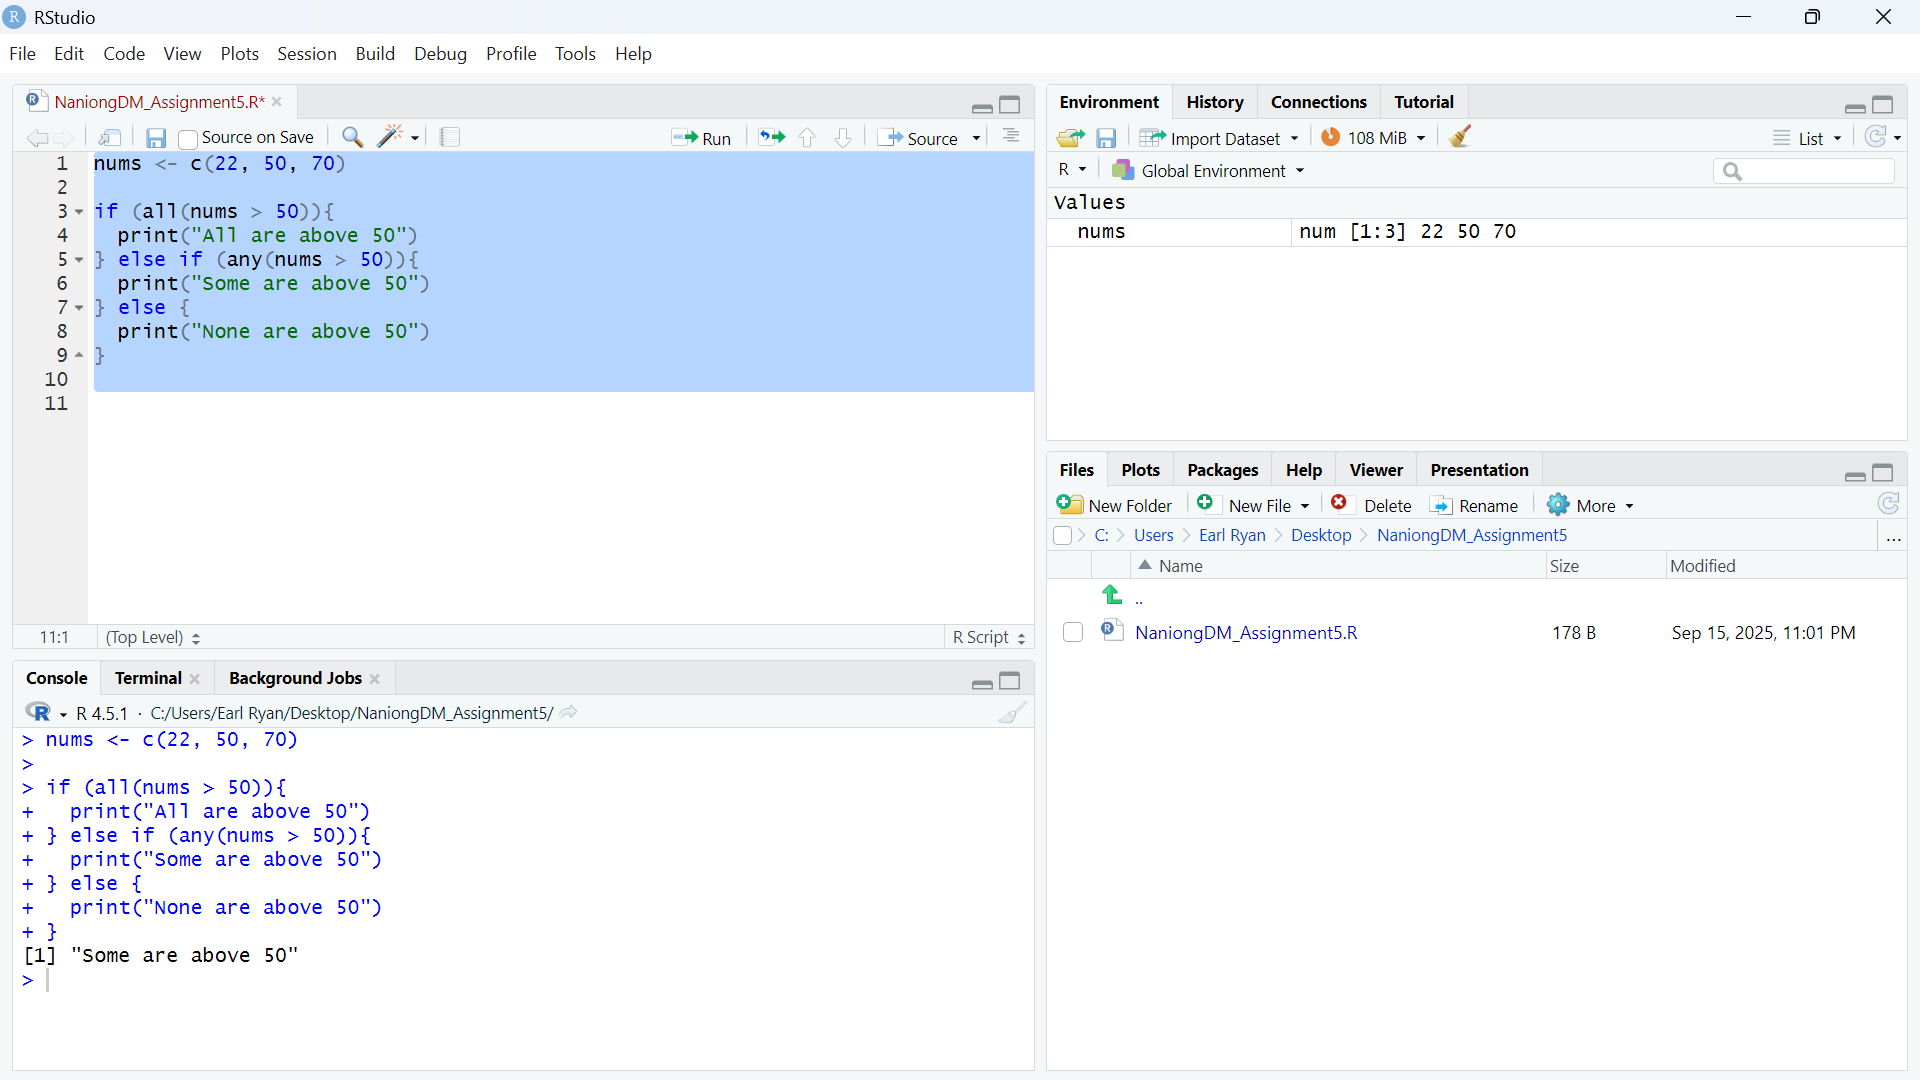 RStudio
File Edit Code View Plots Session Build Debug Profile Tools Help
NaniongDM_Assignment5.R*
Source on Save Run Source
1 nums <- c(22, 50, 70)
2
3 if (all(nums > 50)){
4   print("All are above 50")
5 } else if (any(nums > 50)){
6   print("Some are above 50")
7 } else {
8   print("None are above 50")
9 }
10
11
11:1 (Top Level) R Script
Console Terminal Background Jobs
R 4.5.1 · C:/Users/Earl Ryan/Desktop/NaniongDM_Assignment5/
> nums <- c(22, 50, 70)
>
> if (all(nums > 50)){
+   print("All are above 50")
+ } else if (any(nums > 50)){
+   print("Some are above 50")
+ } else {
+   print("None are above 50")
+ }
[1] "Some are above 50"
>
Environment History Connections Tutorial
Import Dataset 108 MiB List
R Global Environment
Values
nums num [1:3] 22 50 70
Files Plots Packages Help Viewer Presentation
New Folder New File Delete Rename More
C: Users Earl Ryan Desktop NaniongDM_Assignment5 ...
Name Size Modified
..
NaniongDM_Assignment5.R 178 B Sep 15, 2025, 11:01 PM